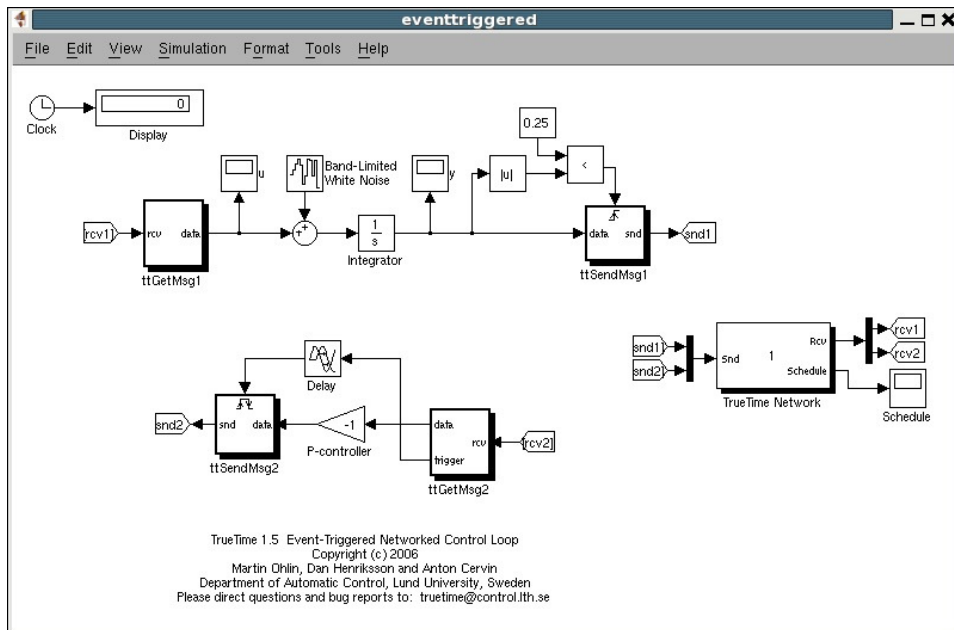 eventtriggered
File Edit View Simulation Format Tools Help
0
Clock
Display
0.25
u
Band-Limited
White Noise
y
|u|
<
[rcv1]
rcv data
ttGetMsg1
++
1
s
Integrator
data snd
ttSendMsg1
snd1
snd1]
snd2]
Snd 1 Rcv
Schedule
TrueTime Network
rcv1
rcv2
Schedule
Delay
snd2
snd data
ttSendMsg2
-1
P-controller
data
rcv
trigger
ttGetMsg2
[rcv2]
TrueTime 1.5 Event-Triggered Networked Control Loop
Copyright (c) 2006
Martin Ohlin, Dan Henriksson and Anton Cervin
Department of Automatic Control, Lund University, Sweden
Please direct questions and bug reports to: truetime@control.lth.se